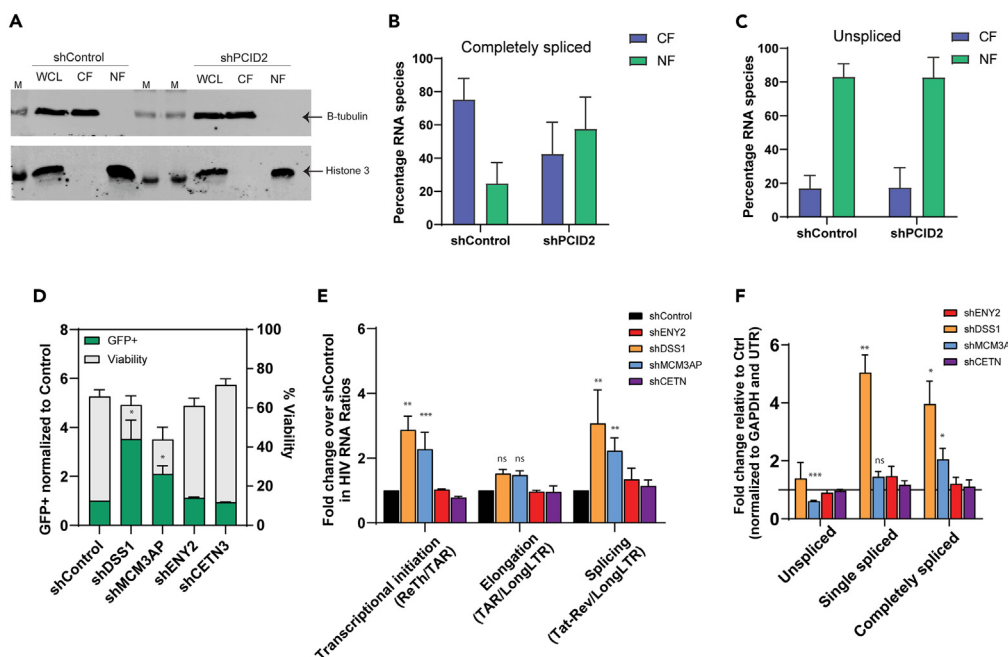 A
shControl
shPCID2
M
WCL
CF
NF
M
M
WCL
CF
NF
B-tubulin
Histone 3
B
Completely spliced
CF
NF
Percentage RNA species
100
80
60
40
20
0
shControl
shPCID2
C
Unspliced
CF
NF
Percentage RNA species
100
80
60
40
20
0
shControl
shPCID2
D
GFP+
Viability
GFP+ normalized to Control
8
6
4
2
0
% Viability
100
80
60
40
20
0
*
*
shControl
shDSS1
shMCM3AP
shENY2
shCETN3
E
shControl
shENY2
shDSS1
shMCM3AP
shCETN
Fold change over shControl
in HIV RNA Ratios
8
6
4
2
0
**
***
ns
ns
**
**
Transcriptional initiation
(ReTh/TAR)
Elongation
(TAR/LongLTR)
Splicing
(Tat-Rev/LongLTR)
F
shENY2
shDSS1
shMCM3AP
shCETN
Fold change relative to Ctrl
(normalized to GAPDH and UTR)
8
6
4
2
0
***
**
ns
*
*
Unspliced
Single spliced
Completely spliced